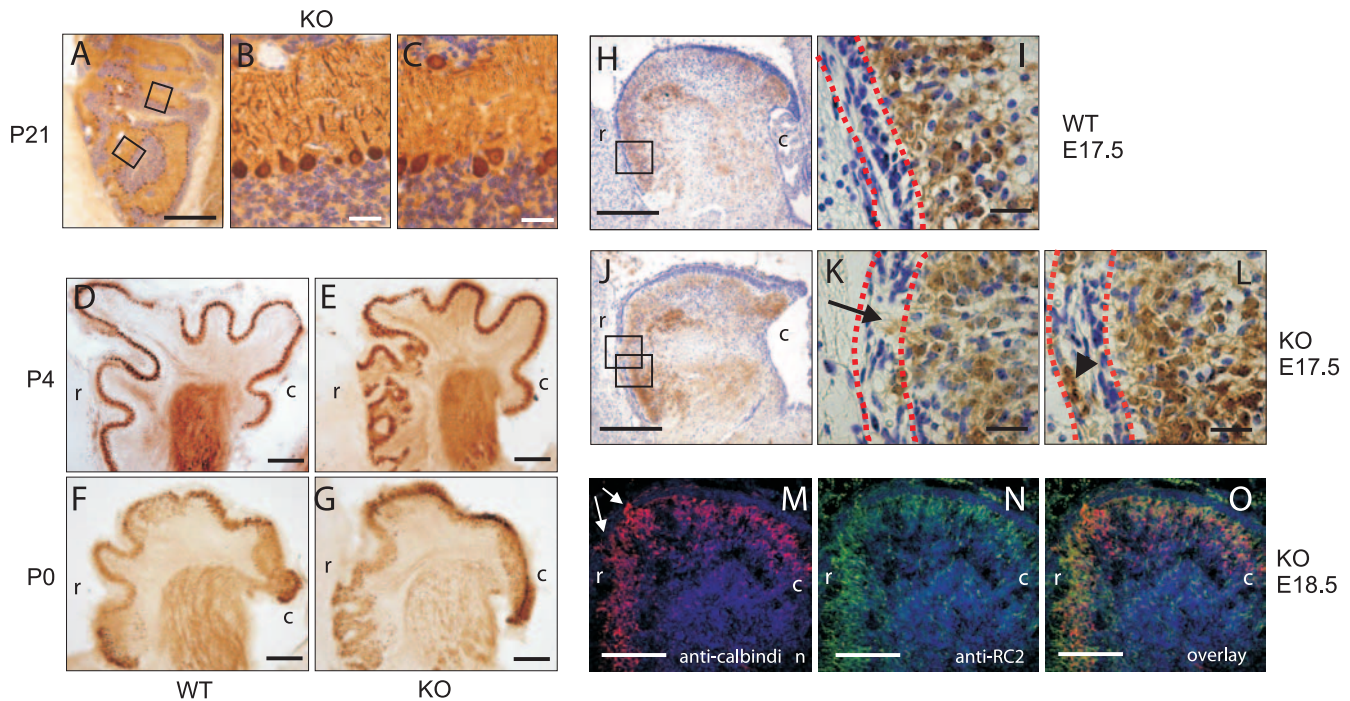 KO
P21
A
B
C
H
r
c
I
WT
E17.5
P4
D
r
c
E
J
r
c
K
L
KO
E17.5
P0
F
r
c
G
r
c
WT
KO
M
r
c
anti-calbindi n
N
anti-RC2
O
r
c
overlay
KO
E18.5